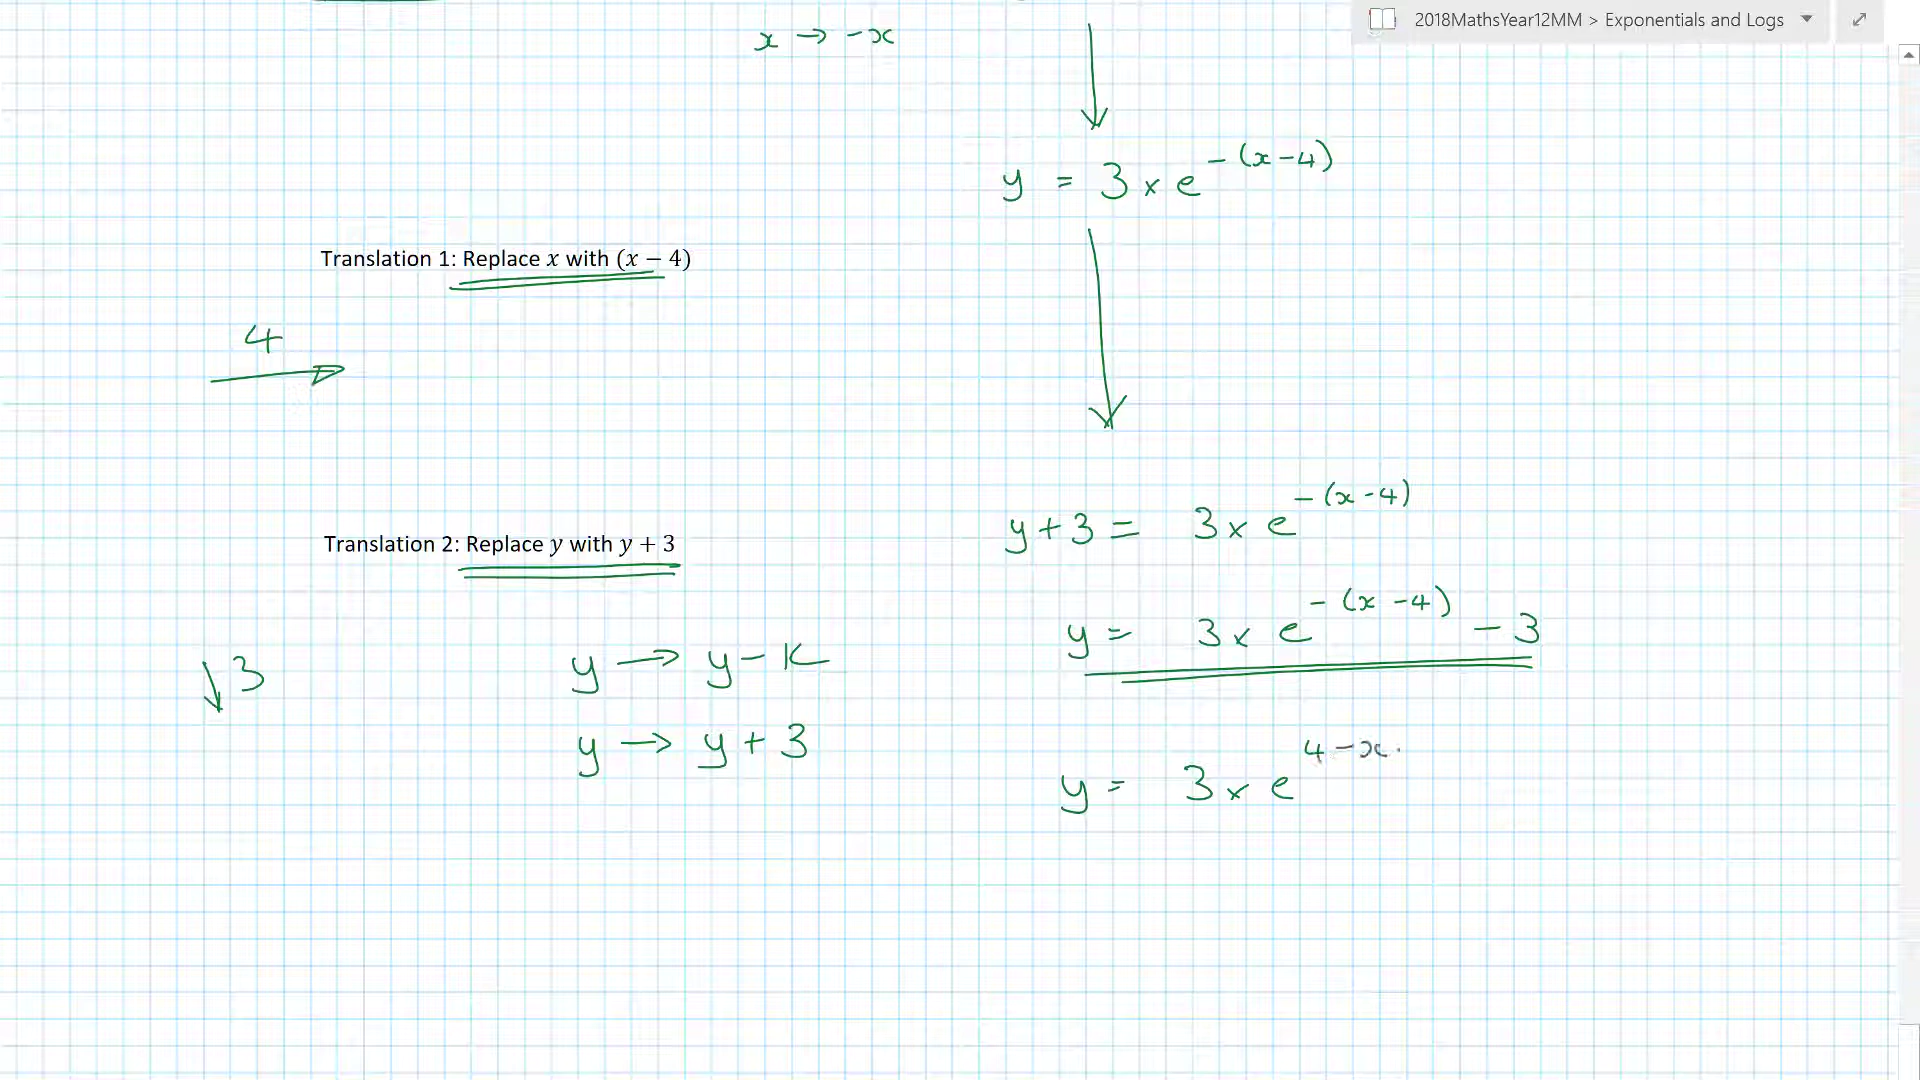 2018MathsYear12MM > Exponentials and Logs
x → -x
y = 3 × e^{-(x-4)}
Translation 1: Replace x with (x − 4)
4
y + 3 = 3 × e^{-(x-4)}
Translation 2: Replace y with y + 3
y = 3 × e^{-(x-4)} - 3
y → y - k
3
y → y + 3
y = 3 × e^{4-x}